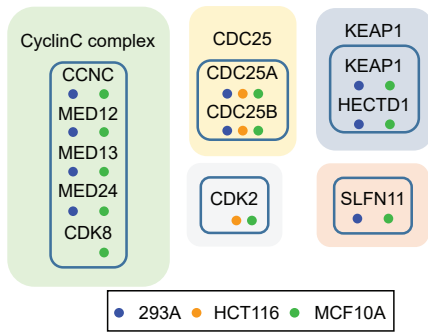 CyclinC complex
CCNC
MED12
MED13
MED24
CDK8
CDC25
CDC25A
CDC25B
KEAP1
KEAP1
HECTD1
CDK2
SLFN11
293A HCT116 MCF10A